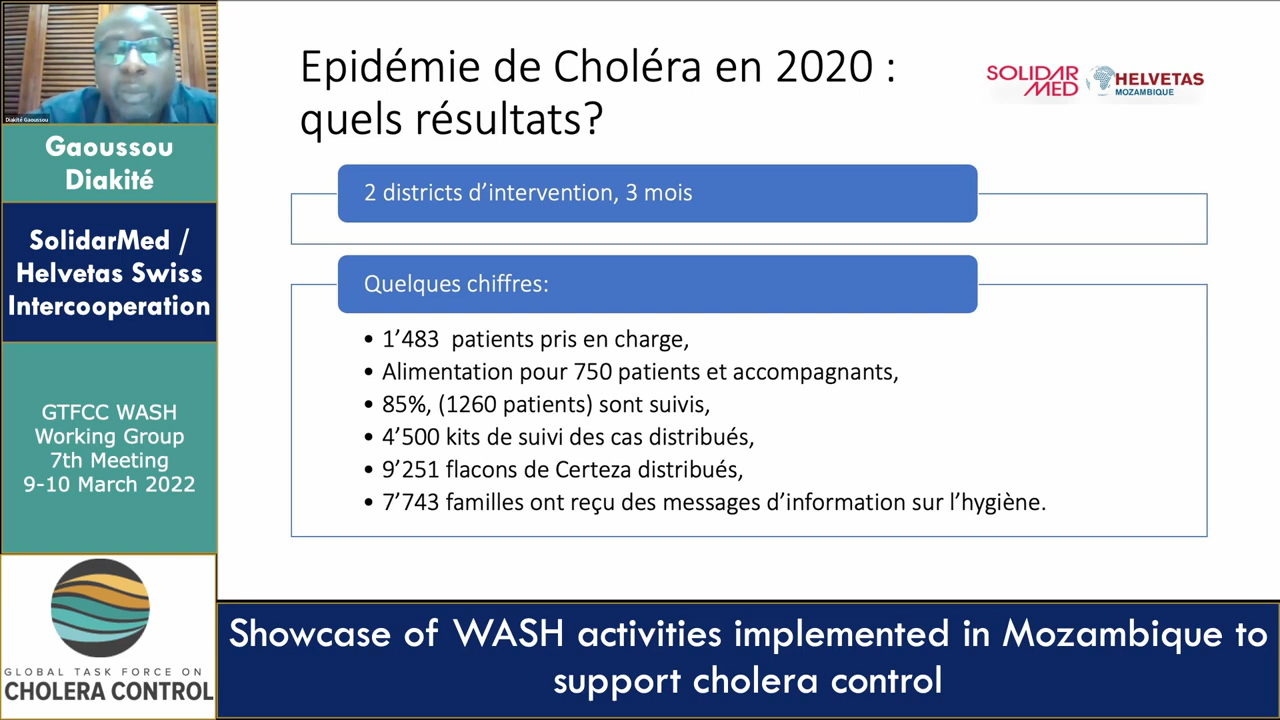 Diakité Gaoussou
Gaoussou
Diakité
SolidarMed /
Helvetas Swiss
Intercooperation
GTFCC WASH
Working Group
7th Meeting
9-10 March 2022
GLOBAL TASK FORCE ON
CHOLERA CONTROL
Epidémie de Choléra en 2020 :
quels résultats?
SOLIDAR
MED
HELVETAS
MOZAMBIQUE
2 districts d’intervention, 3 mois
Quelques chiffres:
• 1’483 patients pris en charge,
• Alimentation pour 750 patients et accompagnants,
• 85%, (1260 patients) sont suivis,
• 4’500 kits de suivi des cas distribués,
• 9’251 flacons de Certeza distribués,
• 7’743 familles ont reçu des messages d’information sur l’hygiène.
Showcase of WASH activities implemented in Mozambique to
support cholera control